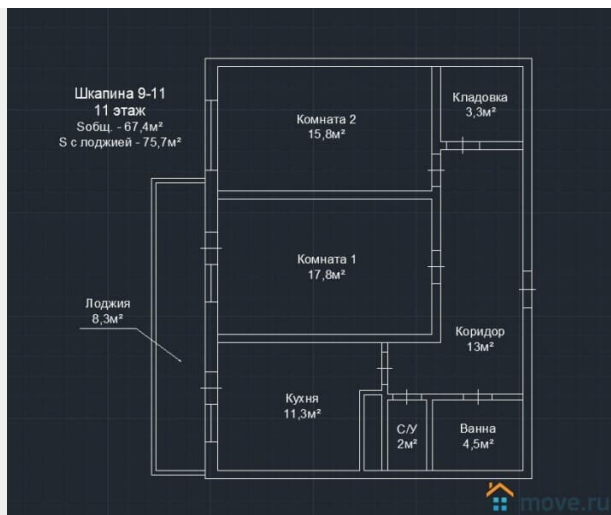 Шкапина 9-11
11 этаж
Sобщ. - 67,4м²
S с лоджией - 75,7м²
Кладовка
3,3м²
Комната 2
15,8м²
Комната 1
17,8м²
Лоджия
8,3м²
Коридор
13м²
Кухня
11,3м²
С/У
2м²
Ванна
4,5м²
move.ru